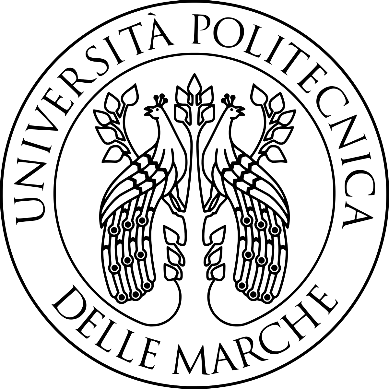 UNIVERSITÀ POLITECNICA
DELLE MARCHE